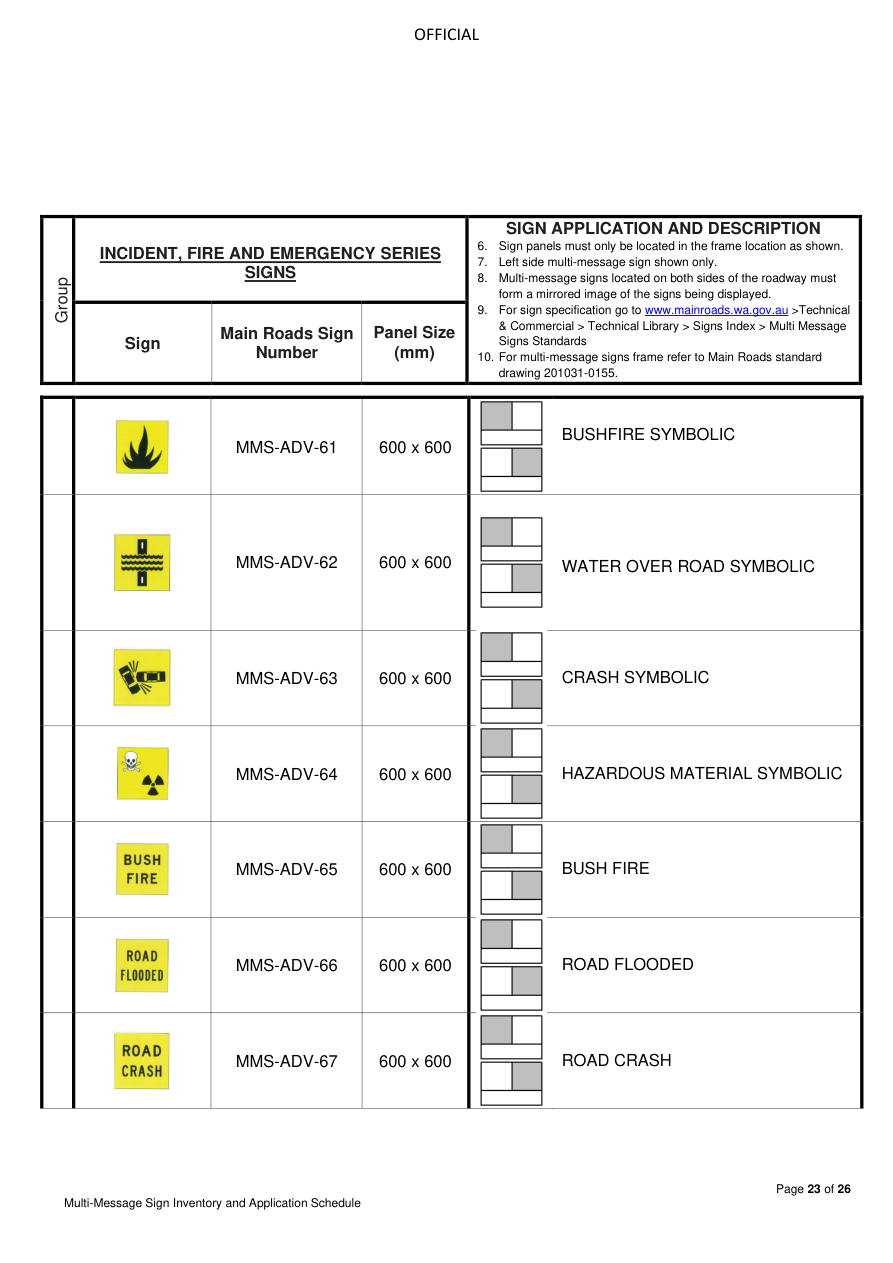 OFFICIAL
Group
INCIDENT, FIRE AND EMERGENCY SERIES
SIGNS
SIGN APPLICATION AND DESCRIPTION
6. Sign panels must only be located in the frame location as shown.
7. Left side multi-message sign shown only.
8. Multi-message signs located on both sides of the roadway must
form a mirrored image of the signs being displayed.
9. For sign specification go to www.mainroads.wa.gov.au >Technical
& Commercial > Technical Library > Signs Index > Multi Message
Signs Standards
10. For multi-message signs frame refer to Main Roads standard
drawing 201031-0155.
Sign
Main Roads Sign
Number
Panel Size
(mm)
MMS-ADV-61 600 x 600 BUSHFIRE SYMBOLIC
MMS-ADV-62 600 x 600 WATER OVER ROAD SYMBOLIC
MMS-ADV-63 600 x 600 CRASH SYMBOLIC
MMS-ADV-64 600 x 600 HAZARDOUS MATERIAL SYMBOLIC
BUSH
FIRE
MMS-ADV-65 600 x 600 BUSH FIRE
ROAD
FLOODED
MMS-ADV-66 600 x 600 ROAD FLOODED
ROAD
CRASH
MMS-ADV-67 600 x 600 ROAD CRASH
Page 23 of 26
Multi-Message Sign Inventory and Application Schedule